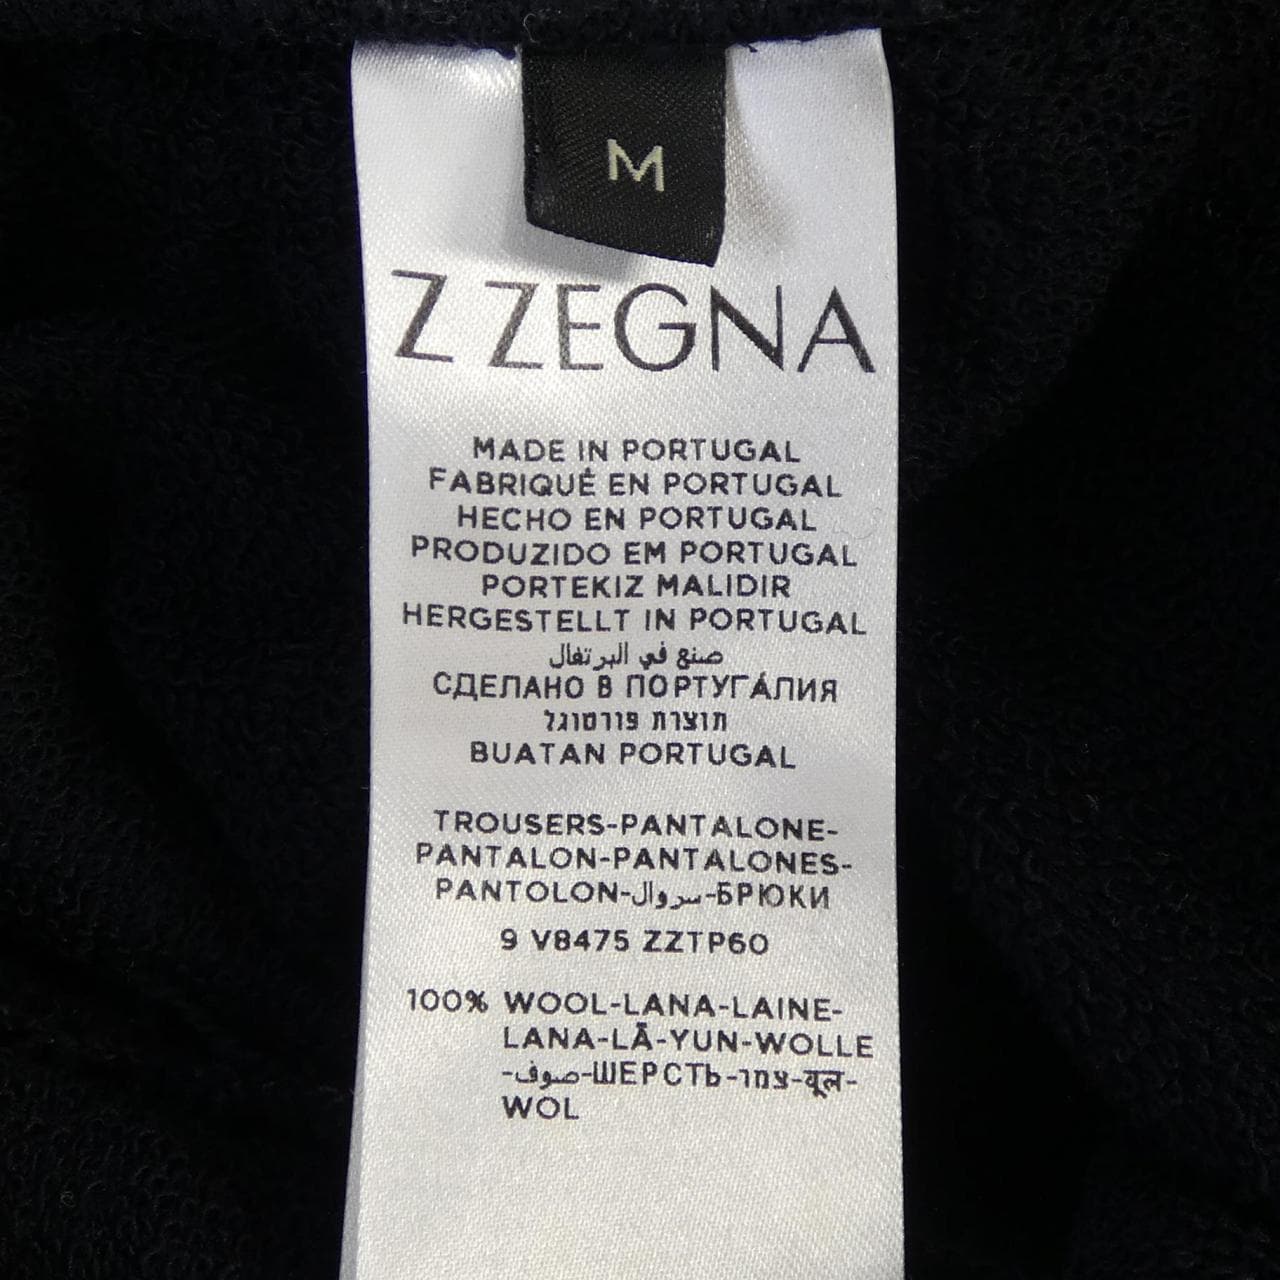 M
Z ZEGNA
MADE IN PORTUGAL
FABRIQUÉ EN PORTUGAL
HECHO EN PORTUGAL
PRODUZIDO EM PORTUGAL
PORTEKIZ MALIDIR
HERGESTELLT IN PORTUGAL
صنع في البرتغال
СДЕЛАНО В ПОРТУГА́ЛИЯ
תוצרת פורטוגל
BUATAN PORTUGAL
TROUSERS-PANTALONE-
PANTALON-PANTALONES-
PANTOLON-سروال-БРЮКИ
9 V8475 ZZTP60
100% WOOL-LANA-LAINE-
LANA-LÃ-YUN-WOLLE
-صوف-ШЕРСТЬ-צמר-वूल-
WOL